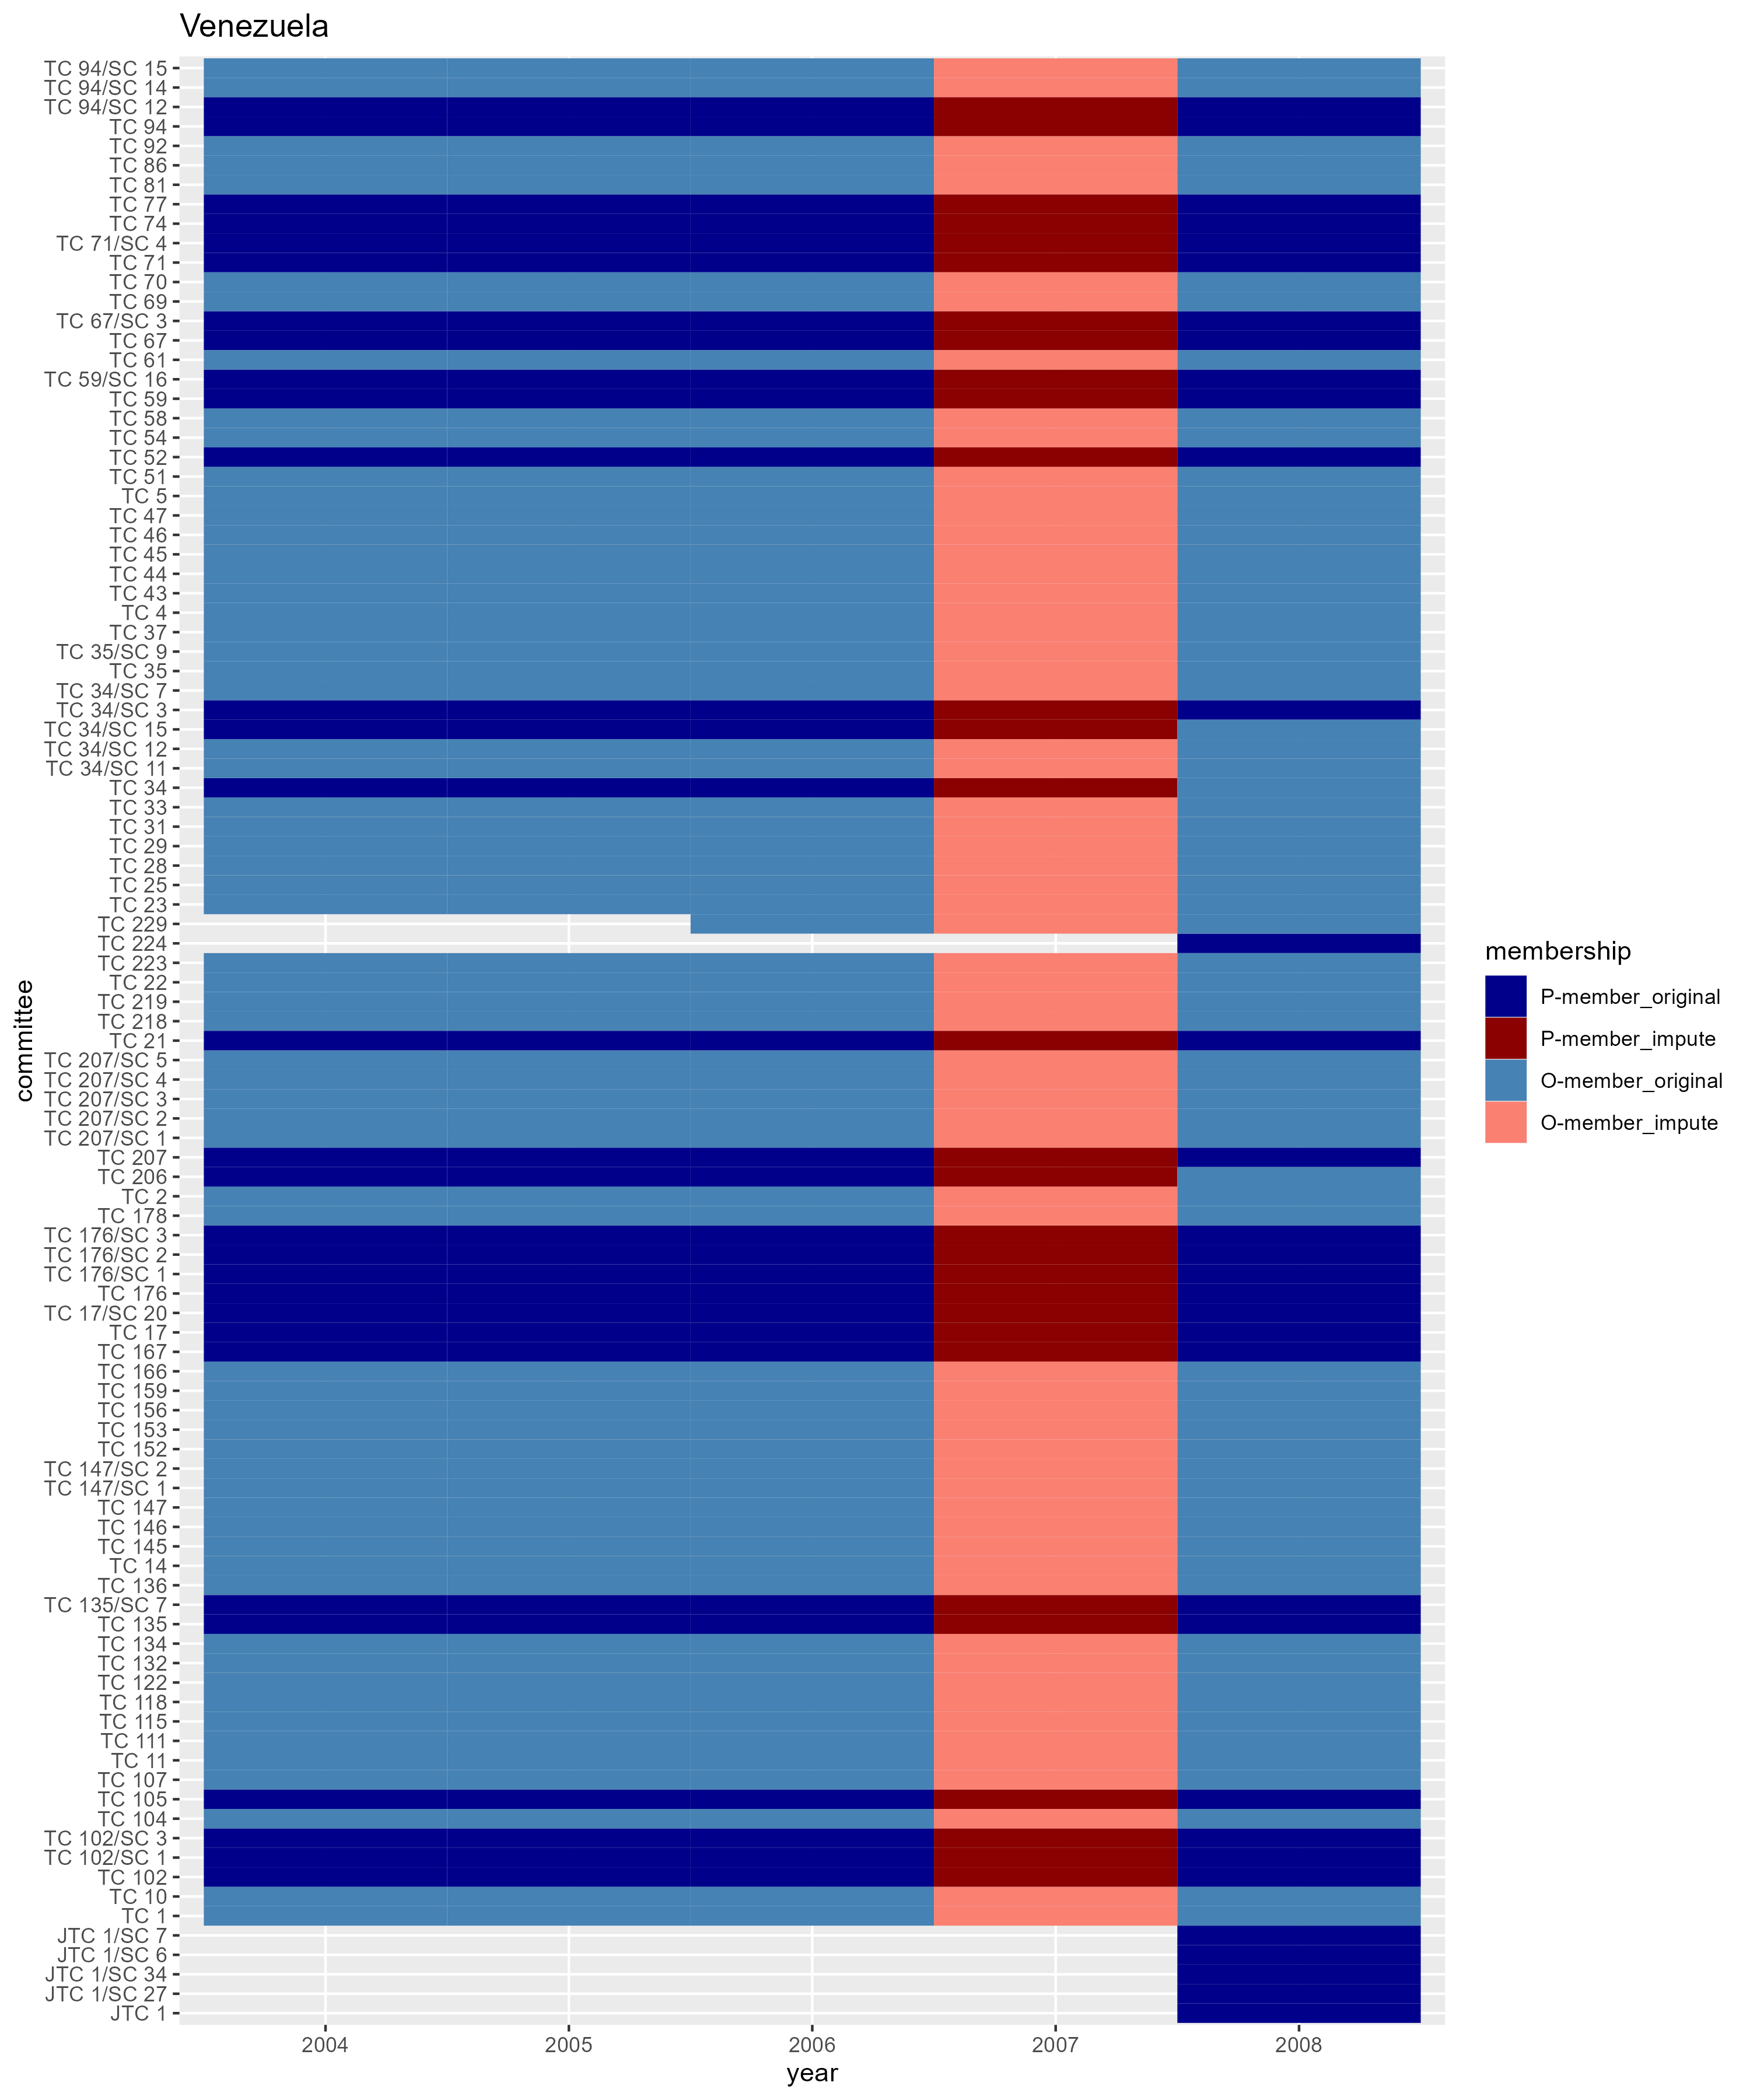 Venezuela
TC 94/SC 15
TC 94/SC 14
TC 94/SC 12
TC 94
TC 92
TC 86
TC 81
TC 77
TC 74
TC 71/SC 4
TC 71
TC 70
TC 69
TC 67/SC 3
TC 67
TC 61
TC 59/SC 16
TC 59
TC 58
TC 54
TC 52
TC 51
TC 5
TC 47
TC 46
TC 45
TC 44
TC 43
TC 4
TC 37
TC 35/SC 9
TC 35
TC 34/SC 7
TC 34/SC 3
TC 34/SC 15
TC 34/SC 12
TC 34/SC 11
TC 34
TC 33
TC 31
TC 29
TC 28
TC 25
TC 23
TC 229
TC 224
TC 223
TC 22
TC 219
TC 218
TC 21
TC 207/SC 5
TC 207/SC 4
TC 207/SC 3
TC 207/SC 2
TC 207/SC 1
TC 207
TC 206
TC 2
TC 178
TC 176/SC 3
TC 176/SC 2
TC 176/SC 1
TC 176
TC 17/SC 20
TC 17
TC 167
TC 166
TC 159
TC 156
TC 153
TC 152
TC 147/SC 2
TC 147/SC 1
TC 147
TC 146
TC 145
TC 14
TC 136
TC 135/SC 7
TC 135
TC 134
TC 132
TC 122
TC 118
TC 115
TC 111
TC 11
TC 107
TC 105
TC 104
TC 102/SC 3
TC 102/SC 1
TC 102
TC 10
TC 1
JTC 1/SC 7
JTC 1/SC 6
JTC 1/SC 34
JTC 1/SC 27
JTC 1
committee
2004 2005 2006 2007 2008
year
membership
P-member_original
P-member_impute
O-member_original
O-member_impute